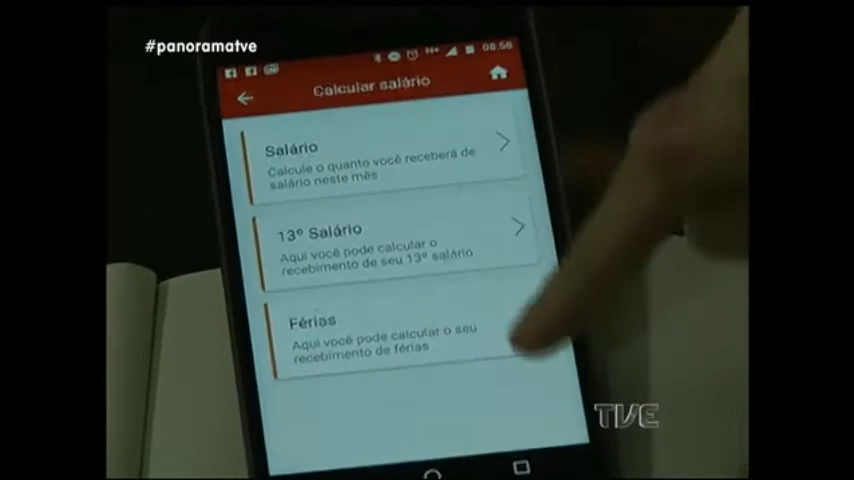 #panoramatve
H+ 08:56
Calcular salário
Salário
Calcule o quanto você receberá de
salário neste mês
13º Salário
Aqui você pode calcular o
recebimento de seu 13º salário
Férias
Aqui você pode calcular o seu
recebimento de férias
TVE